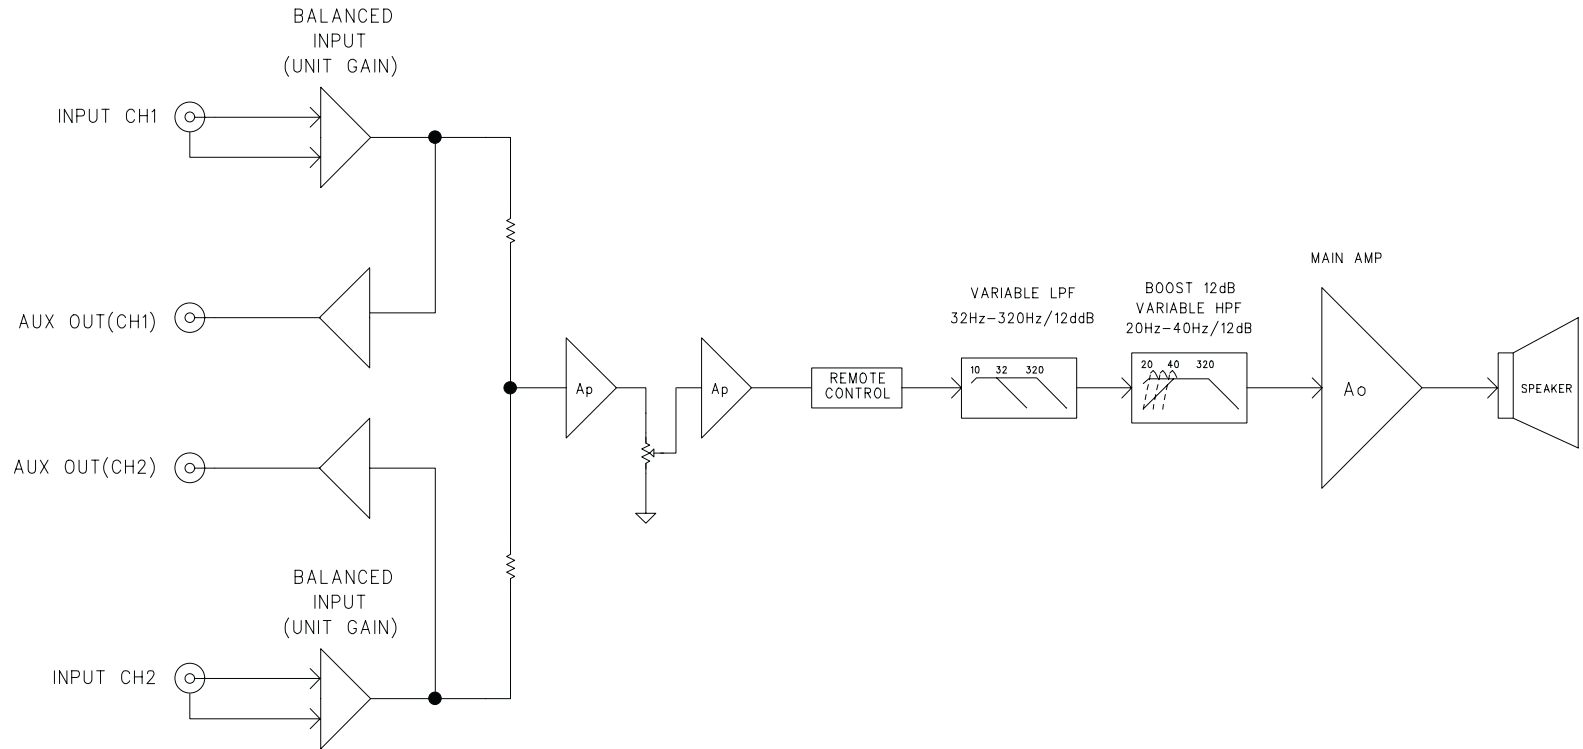 BALANCED
INPUT
(UNIT GAIN)
INPUT CH1
AUX OUT(CH1)
AUX OUT(CH2)
BALANCED
INPUT
(UNIT GAIN)
INPUT CH2
Ap
Ap
REMOTE
CONTROL
VARIABLE LPF
32Hz-320Hz/12ddB
10 32 320
BOOST 12dB
VARIABLE HPF
20Hz-40Hz/12dB
20 40 320
MAIN AMP
Ao
SPEAKER